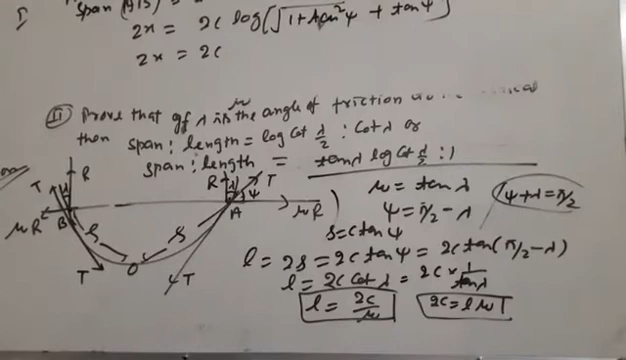 I
span (AB) =
2x = 2c log(√1+tan²ψ + tanψ)
2x = 2c
II Prove that if λ is the angle of friction
then span : length = log cot λ/2 : cot λ or
span : length = tan λ log cot λ/2 : 1
R
T
λ
R
λ
T
ψ
μR
B
A
μR
s
s
T
O
T
μ = tan λ
ψ = π/2 - λ
ψ+λ = π/2
s = c tan ψ
l = 2s = 2c tan ψ = 2c tan(π/2 - λ)
l = 2c cot λ = 2c × 1/tan λ
l = 2c/μ
2c = lμ